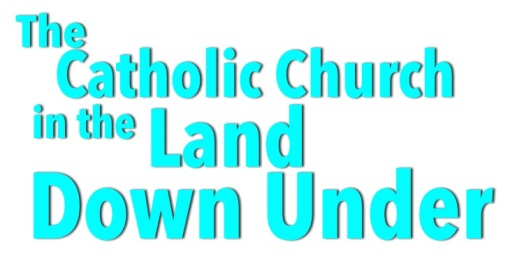 The
Catholic Church
in the Land
Down Under